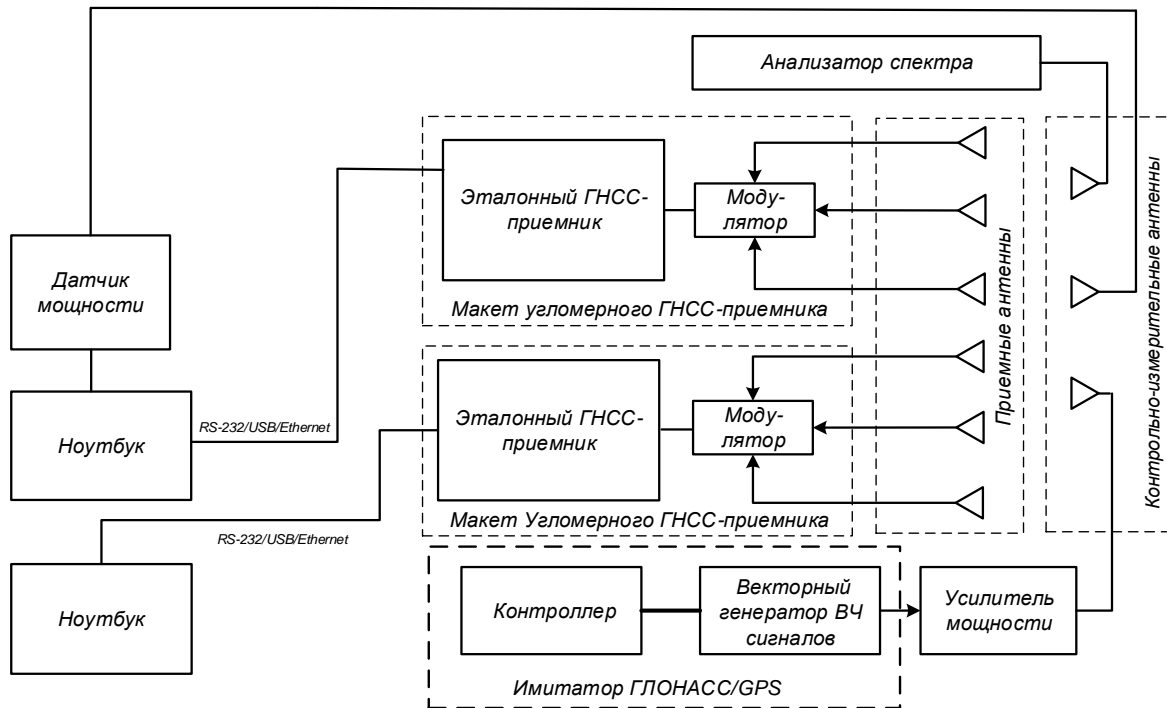 Анализатор спектра
Эталонный ГНСС-
приемник
Моду-
лятор
Макет угломерного ГНСС-приемника
Приемные антенны
Контрольно-измерительные антенны
Датчик
мощности
Ноутбук
RS-232/USB/Ethernet
Эталонный ГНСС-
приемник
Моду-
лятор
Макет Угломерного ГНСС-приемника
RS-232/USB/Ethernet
Ноутбук
Контроллер
Векторный
генератор ВЧ
сигналов
Усилитель
мощности
Имитатор ГЛОНАСС/GPS